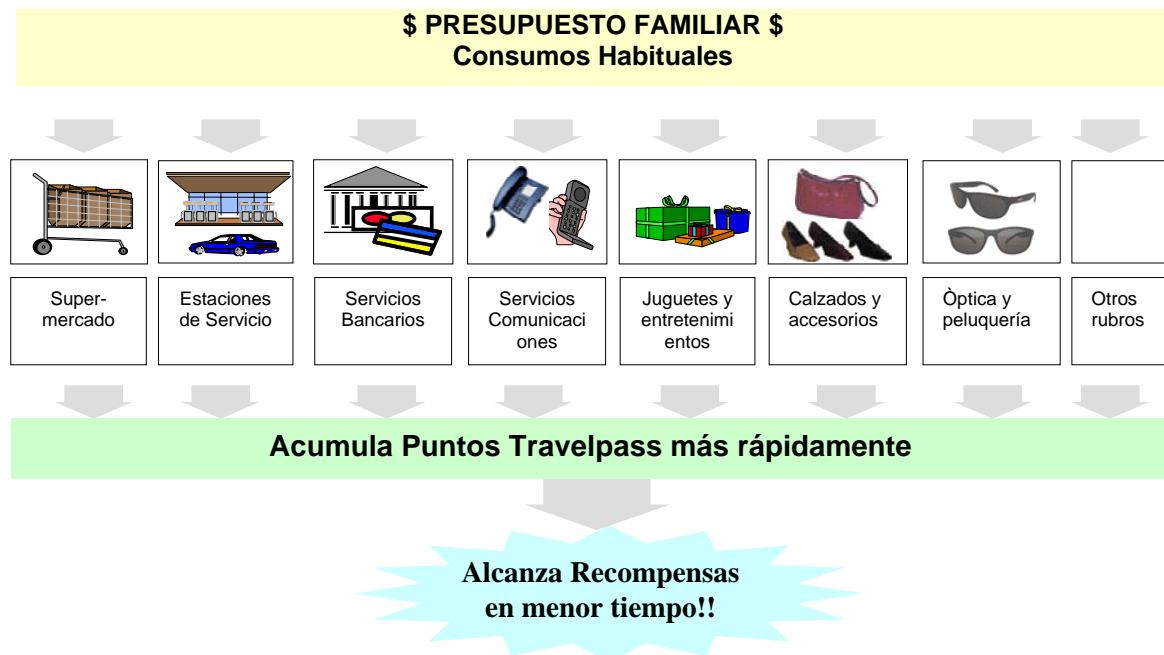 $ PRESUPUESTO FAMILIAR $
Consumos Habituales
Super-
mercado
Estaciones
de Servicio
Servicios
Bancarios
Servicios
Comunicaci
ones
Juguetes y
entretenimi
entos
Calzados y
accesorios
Òptica y
peluquería
Otros
rubros
Acumula Puntos Travelpass más rápidamente
Alcanza Recompensas
en menor tiempo!!